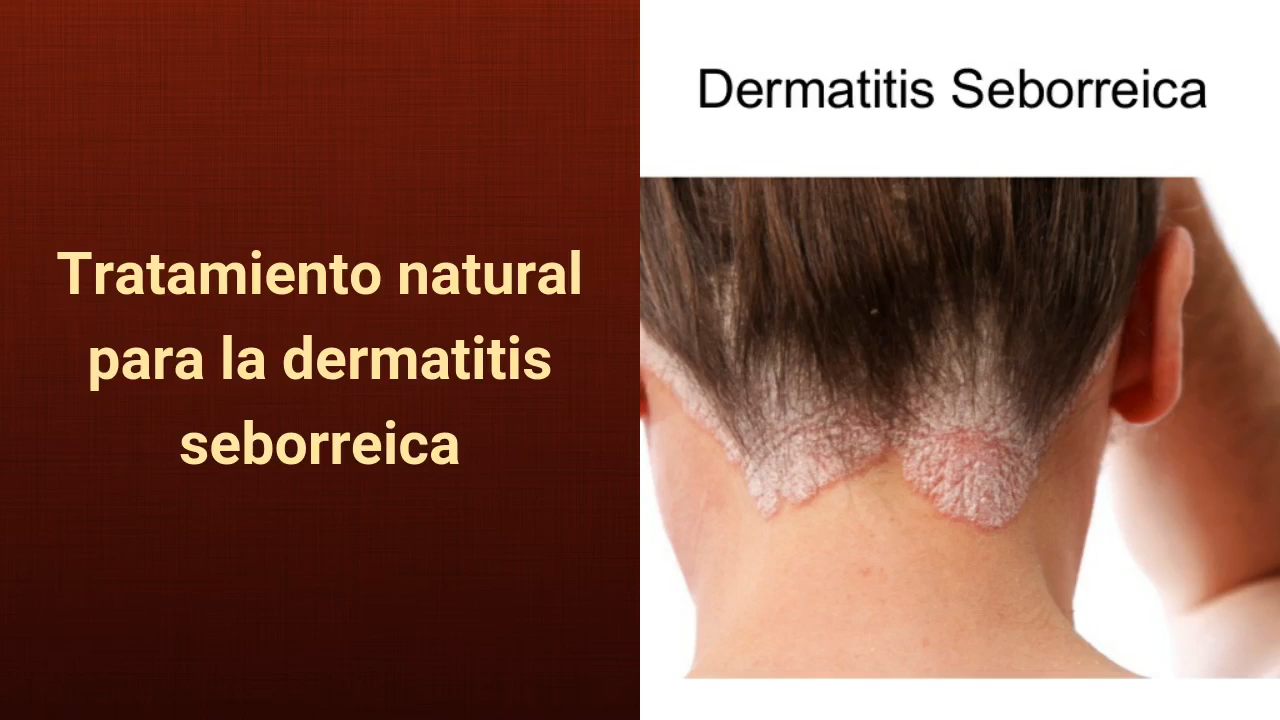 Tratamiento natural
para la dermatitis
seborreica
Dermatitis Seborreica